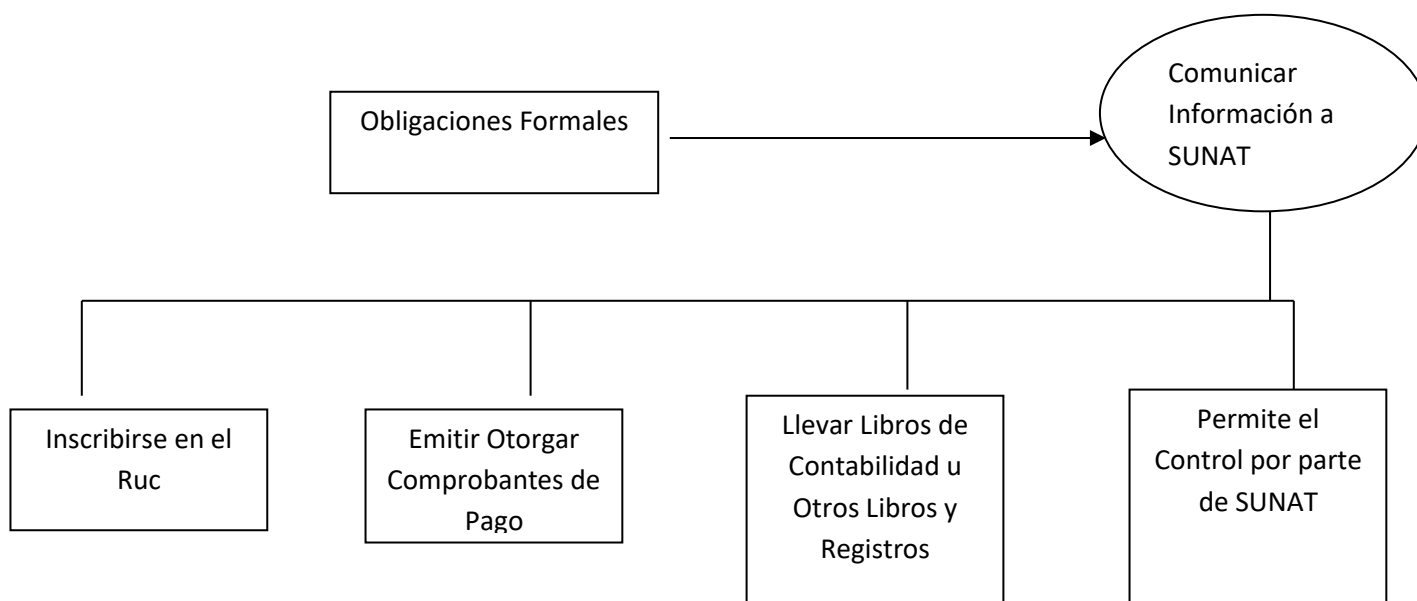 Comunicar
Información a
SUNAT
Obligaciones Formales
Inscribirse en el
Ruc
Emitir Otorgar
Comprobantes de
Pago
Llevar Libros de
Contabilidad u
Otros Libros y
Registros
Permite el
Control por parte
de SUNAT